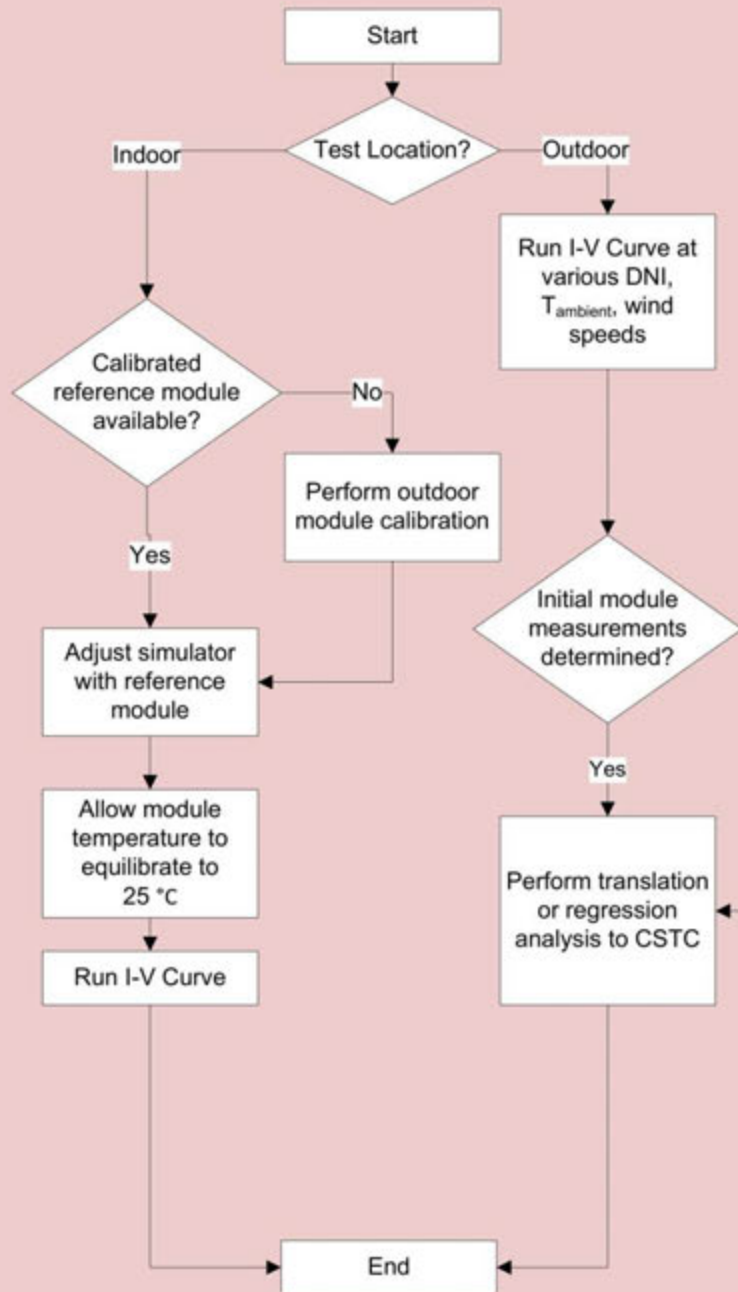 Start
Test Location?
Indoor
Outdoor
Run I-V Curve at
various DNI,
Tambient, wind
speeds
Calibrated
reference module
available?
No
Perform outdoor
module calibration
Yes
Initial module
measurements
determined?
Adjust simulator
with reference
module
Yes
Allow module
temperature to
equilibrate to
25 °C
Perform translation
or regression
analysis to CSTC
Run I-V Curve
End